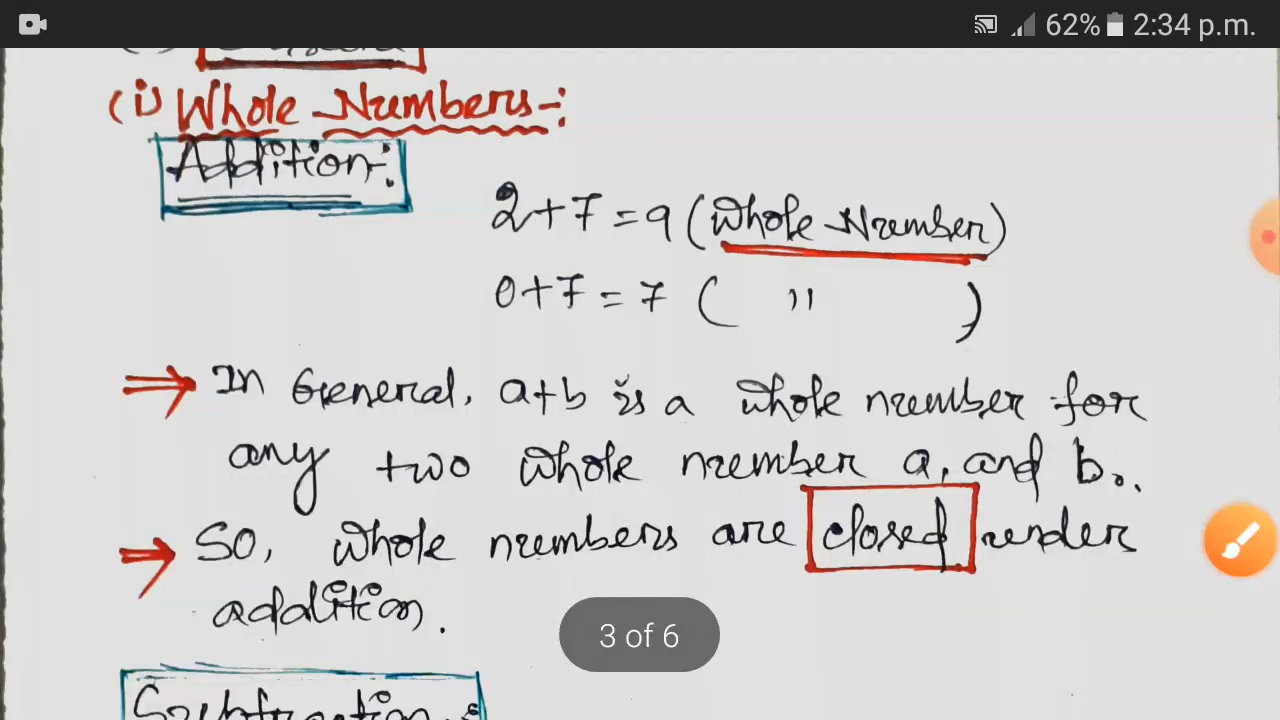 62% 2:34 p.m.
(i) Whole Numbers:
Addition:
2+7=9 (Whole Number)
0+7=7 ( " )
⇒ In General, a+b is a whole number for
any two whole number a, and b.
⇒ So, whole numbers are closed under
addition.
3 of 6
Subtraction: